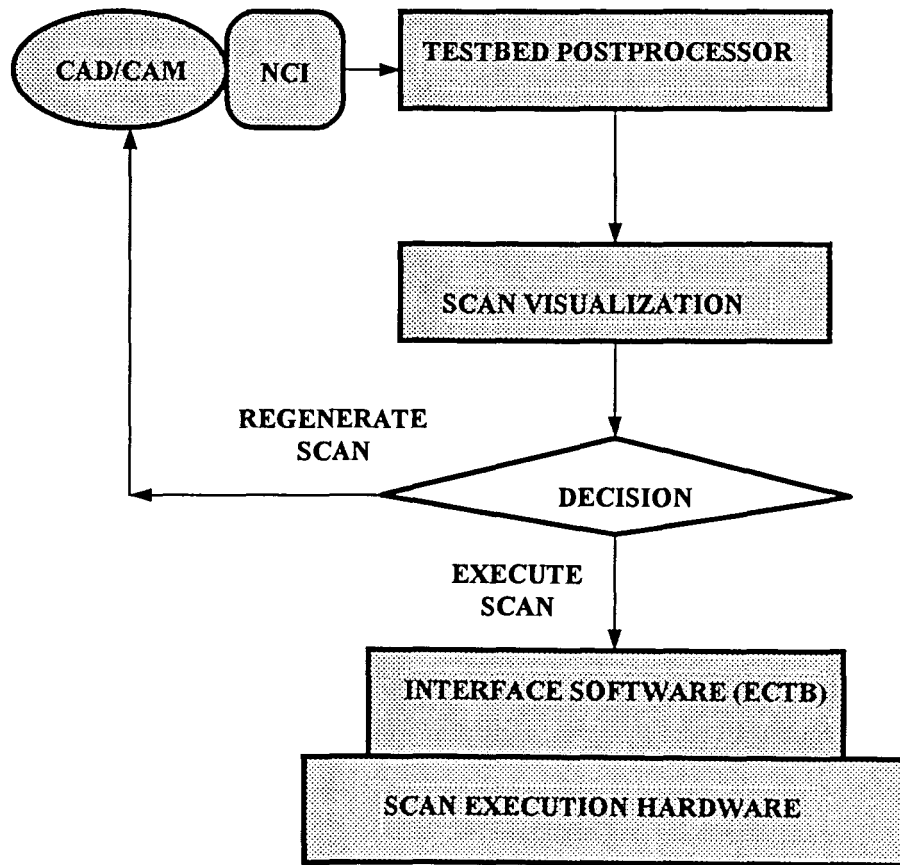 CAD/CAM
NCI
TESTBED POSTPROCESSOR
SCAN VISUALIZATION
REGENERATE
SCAN
DECISION
EXECUTE
SCAN
INTERFACE SOFTWARE (ECTB)
SCAN EXECUTION HARDWARE